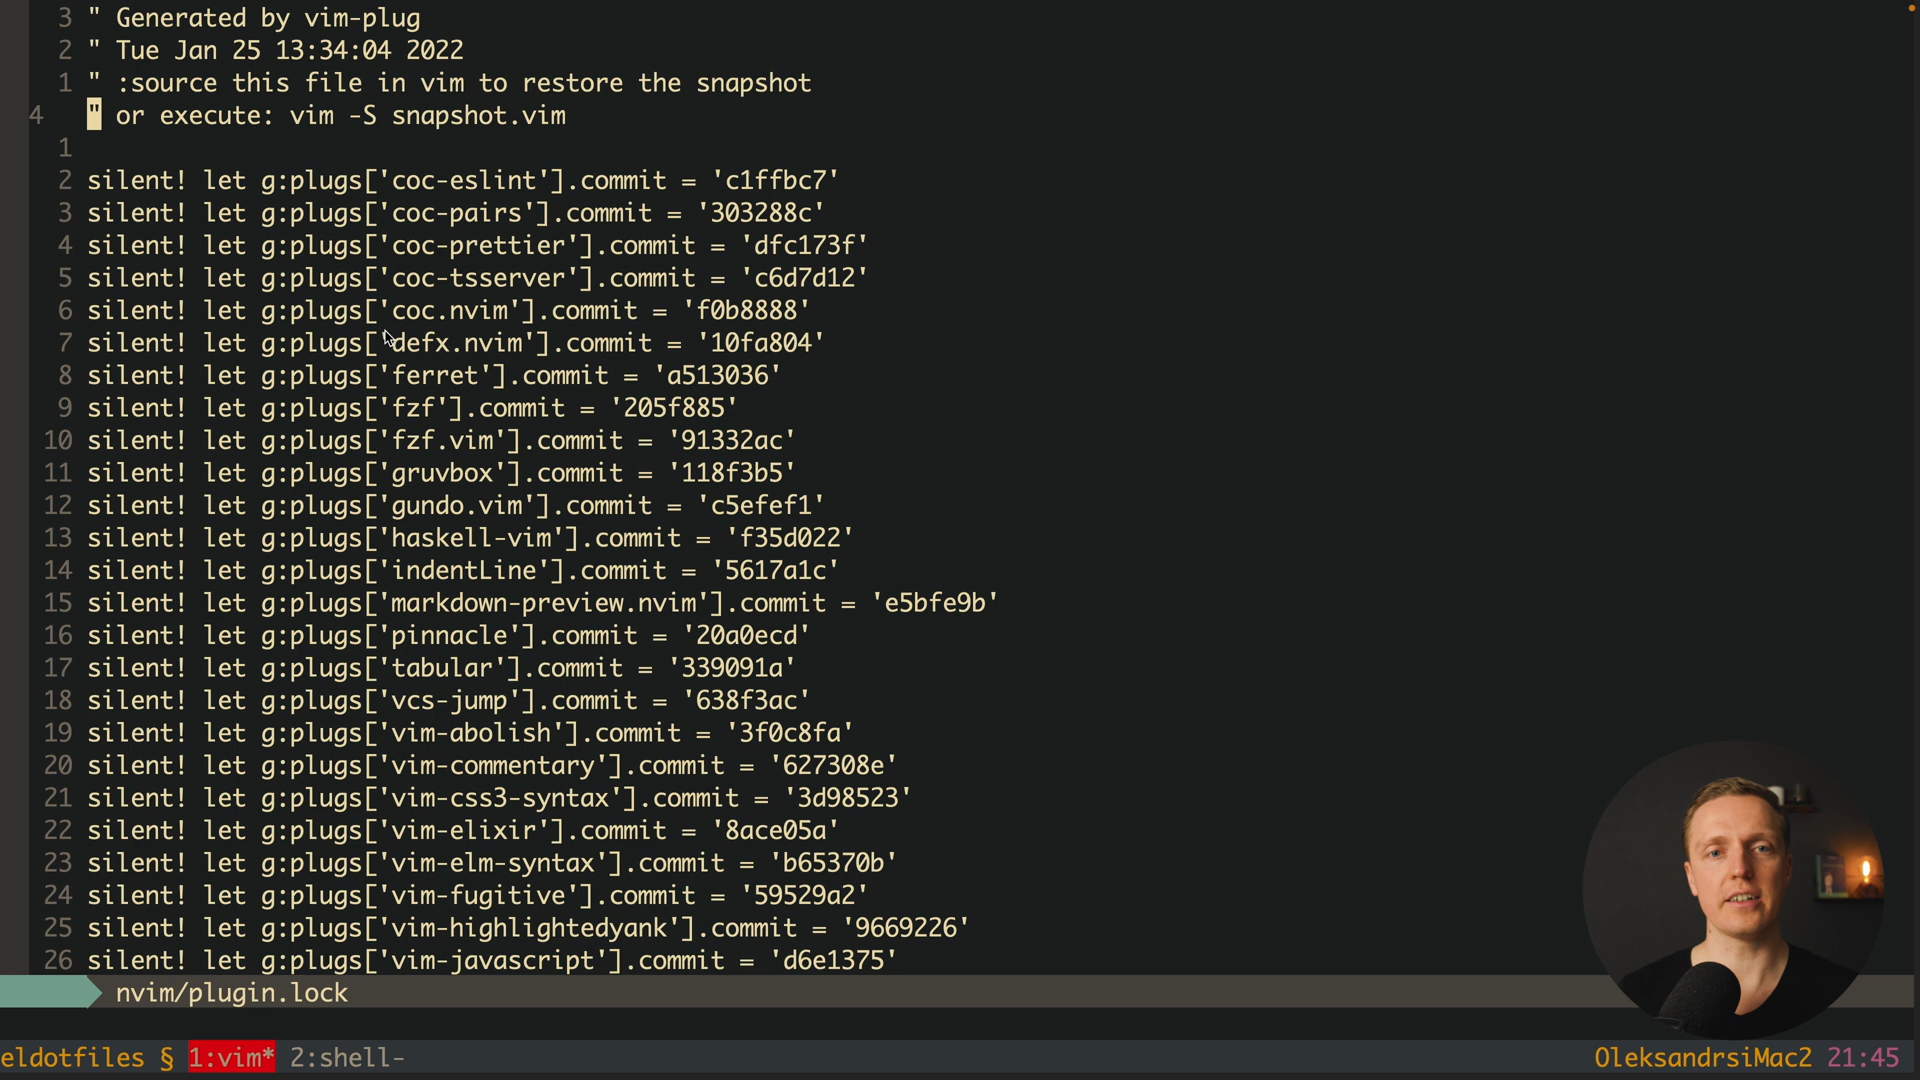 3 " Generated by vim-plug
2 " Tue Jan 25 13:34:04 2022
1 " :source this file in vim to restore the snapshot
4 " or execute: vim -S snapshot.vim
1
2 silent! let g:plugs['coc-eslint'].commit = 'c1ffbc7'
3 silent! let g:plugs['coc-pairs'].commit = '303288c'
4 silent! let g:plugs['coc-prettier'].commit = 'dfc173f'
5 silent! let g:plugs['coc-tsserver'].commit = 'c6d7d12'
6 silent! let g:plugs['coc.nvim'].commit = 'f0b8888'
7 silent! let g:plugs['defx.nvim'].commit = '10fa804'
8 silent! let g:plugs['ferret'].commit = 'a513036'
9 silent! let g:plugs['fzf'].commit = '205f885'
10 silent! let g:plugs['fzf.vim'].commit = '91332ac'
11 silent! let g:plugs['gruvbox'].commit = '118f3b5'
12 silent! let g:plugs['gundo.vim'].commit = 'c5efef1'
13 silent! let g:plugs['haskell-vim'].commit = 'f35d022'
14 silent! let g:plugs['indentLine'].commit = '5617a1c'
15 silent! let g:plugs['markdown-preview.nvim'].commit = 'e5bfe9b'
16 silent! let g:plugs['pinnacle'].commit = '20a0ecd'
17 silent! let g:plugs['tabular'].commit = '339091a'
18 silent! let g:plugs['vcs-jump'].commit = '638f3ac'
19 silent! let g:plugs['vim-abolish'].commit = '3f0c8fa'
20 silent! let g:plugs['vim-commentary'].commit = '627308e'
21 silent! let g:plugs['vim-css3-syntax'].commit = '3d98523'
22 silent! let g:plugs['vim-elixir'].commit = '8ace05a'
23 silent! let g:plugs['vim-elm-syntax'].commit = 'b65370b'
24 silent! let g:plugs['vim-fugitive'].commit = '59529a2'
25 silent! let g:plugs['vim-highlightedyank'].commit = '9669226'
26 silent! let g:plugs['vim-javascript'].commit = 'd6e1375'
nvim/plugin.lock
eldotfiles § 1:vim* 2:shell- OleksandrsiMac2 21:45